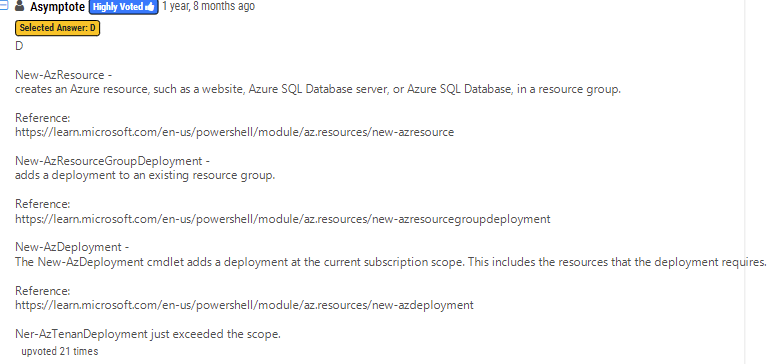 Asymptote Highly Voted 1 year, 8 months ago
Selected Answer: D
D
New-AzResource -
creates an Azure resource, such as a website, Azure SQL Database server, or Azure SQL Database, in a resource group.
Reference:
https://learn.microsoft.com/en-us/powershell/module/az.resources/new-azresource
New-AzResourceGroupDeployment -
adds a deployment to an existing resource group.
Reference:
https://learn.microsoft.com/en-us/powershell/module/az.resources/new-azresourcegroupdeployment
New-AzDeployment -
The New-AzDeployment cmdlet adds a deployment at the current subscription scope. This includes the resources that the deployment requires.
Reference:
https://learn.microsoft.com/en-us/powershell/module/az.resources/new-azdeployment
Ner-AzTenanDeployment just exceeded the scope.
upvoted 21 times